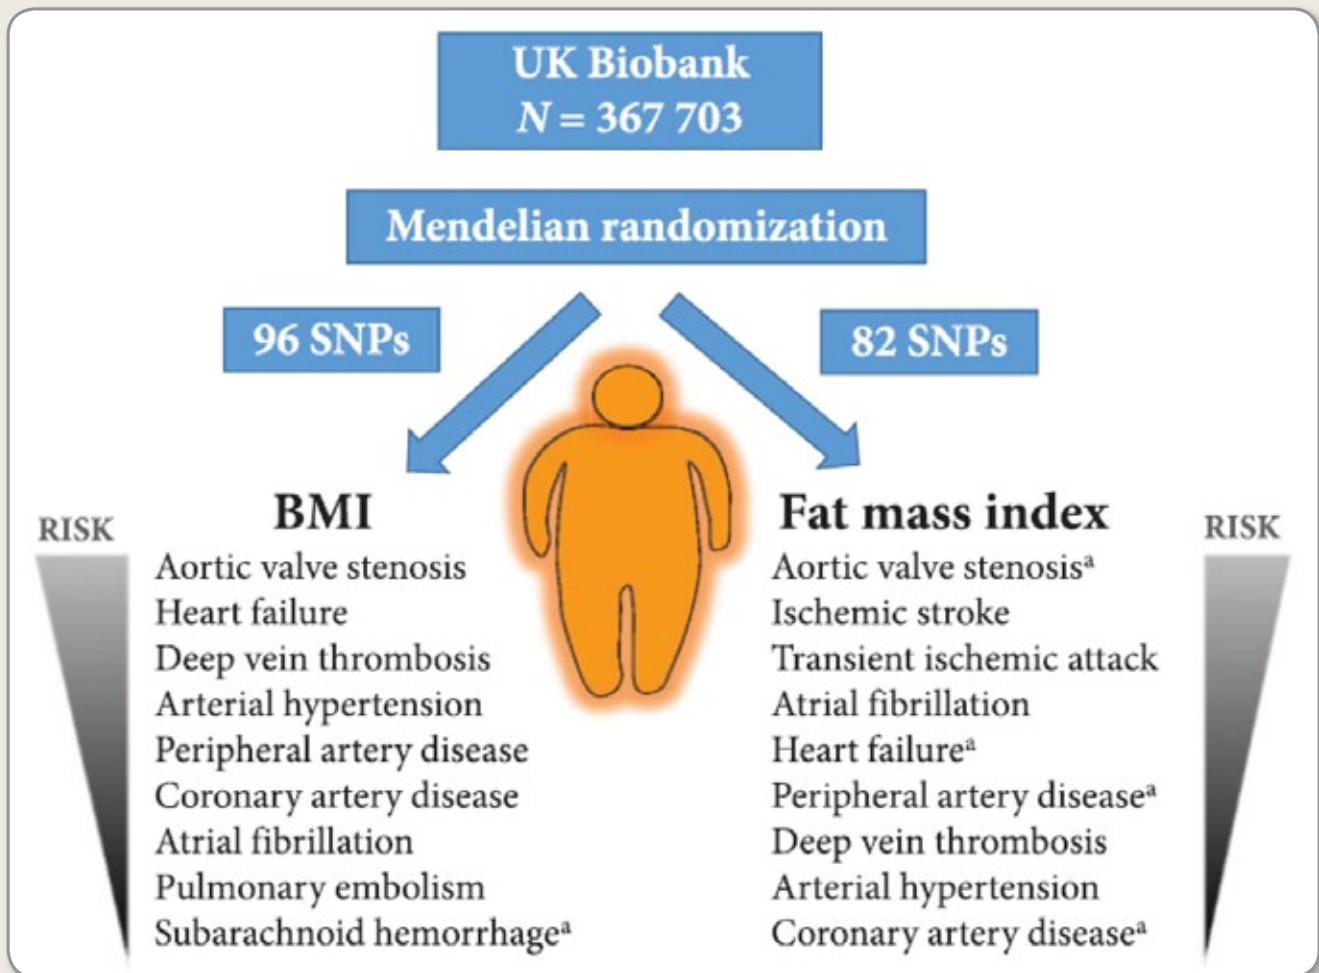 UK Biobank
N = 367 703
Mendelian randomization
96 SNPs
82 SNPs
BMI
RISK
Aortic valve stenosis
Heart failure
Deep vein thrombosis
Arterial hypertension
Peripheral artery disease
Coronary artery disease
Atrial fibrillation
Pulmonary embolism
Subarachnoid hemorrhageᵃ
Fat mass index
RISK
Aortic valve stenosisᵃ
Ischemic stroke
Transient ischemic attack
Atrial fibrillation
Heart failureᵃ
Peripheral artery diseaseᵃ
Deep vein thrombosis
Arterial hypertension
Coronary artery diseaseᵃ